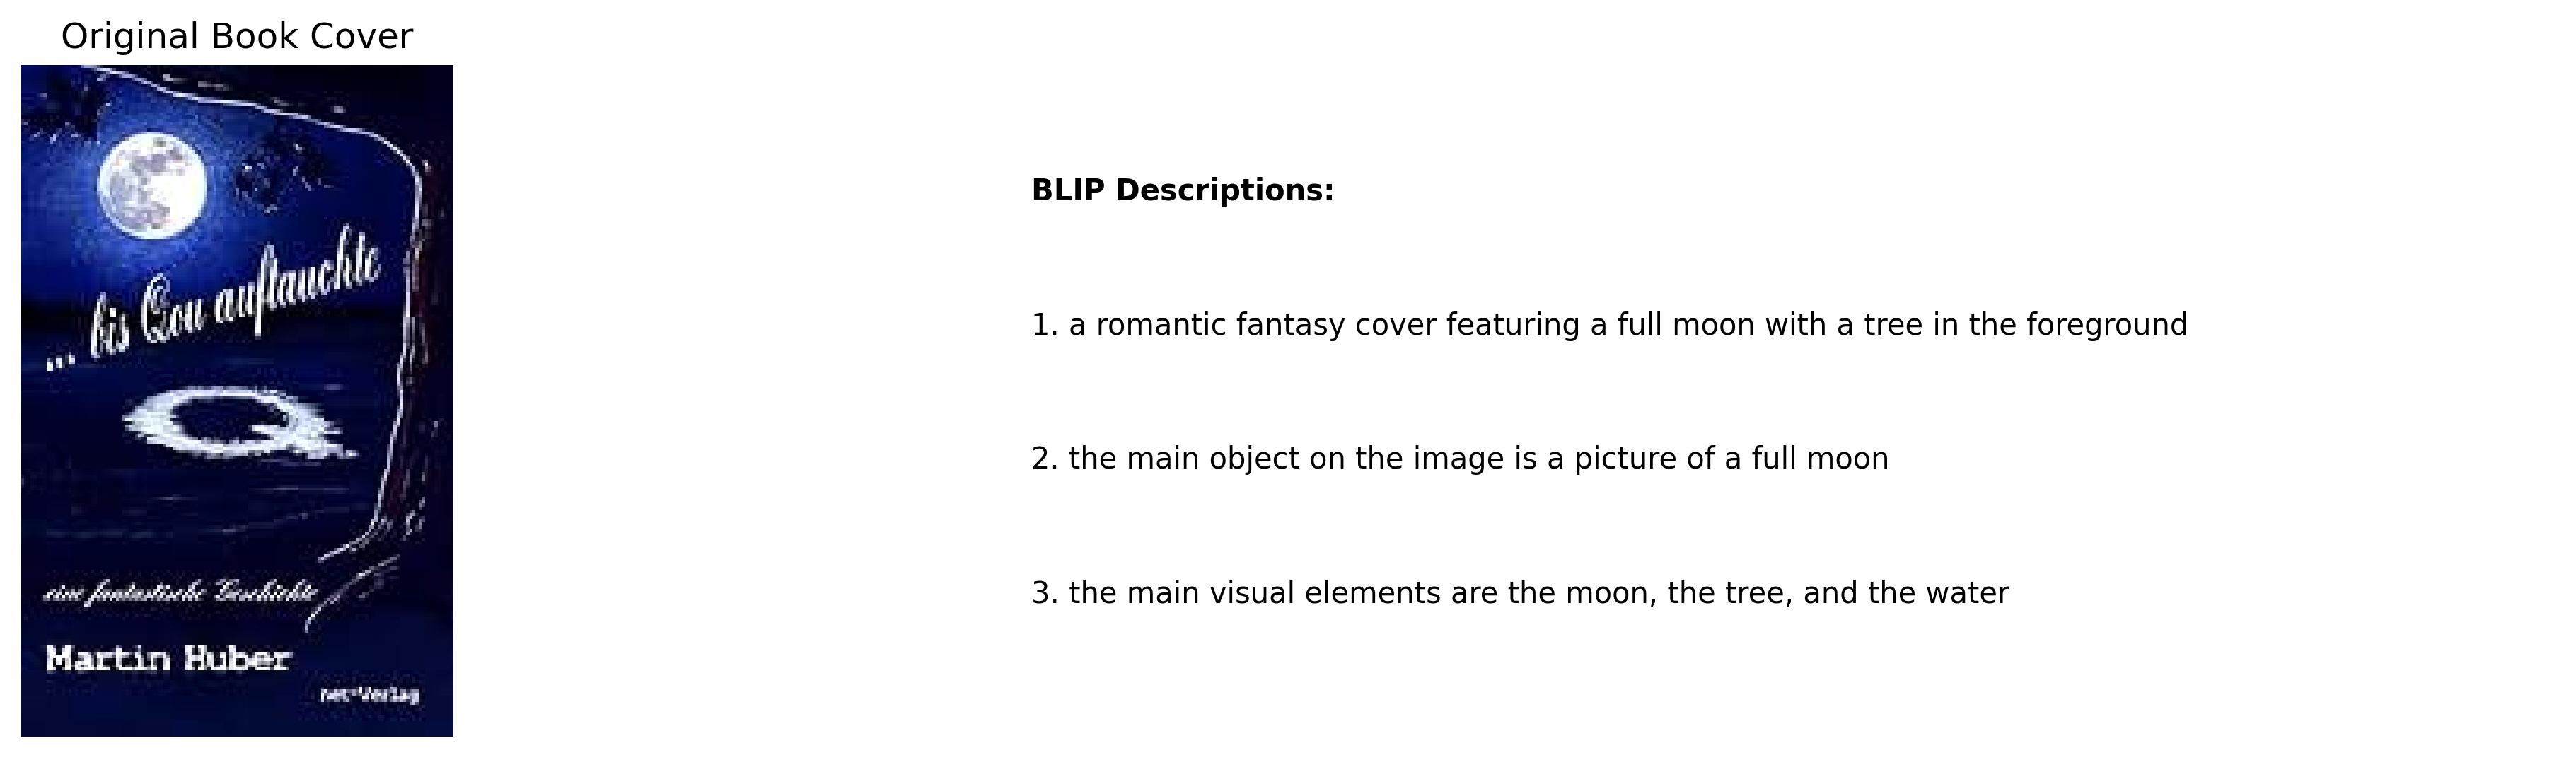 Original Book Cover
... bis Qou auftauchte
Q
eine fantastische Geschichte
Martin Huber
net-Verlag
BLIP Descriptions:
1. a romantic fantasy cover featuring a full moon with a tree in the foreground
2. the main object on the image is a picture of a full moon
3. the main visual elements are the moon, the tree, and the water